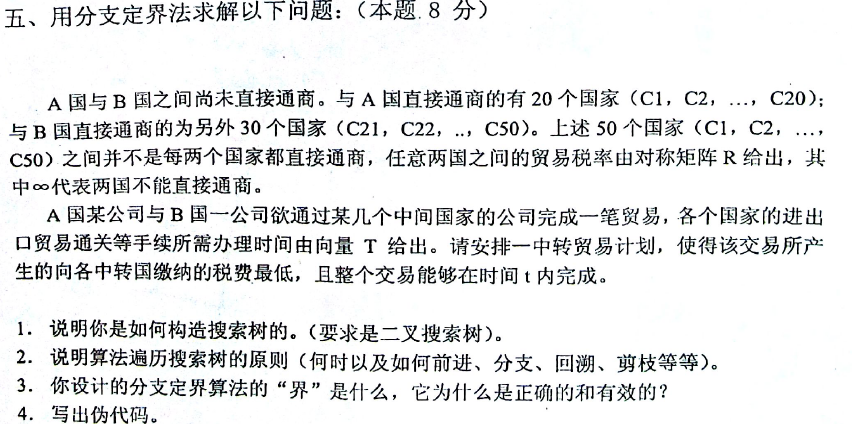 五、用分支定界法求解以下问题：（本题 8 分）
A 国与 B 国之间尚未直接通商。与 A 国直接通商的有 20 个国家（C1，C2，…，C20）；
与 B 国直接通商的为另外 30 个国家（C21，C22，..，C50）。上述 50 个国家（C1，C2，…，
C50）之间并不是每两个国家都直接通商，任意两国之间的贸易税率由对称矩阵 R 给出，其
中∞代表两国不能直接通商。
A 国某公司与 B 国一公司欲通过某几个中间国家的公司完成一笔贸易，各个国家的进出
口贸易通关等手续所需办理时间由向量 T 给出。请安排一中转贸易计划，使得该交易所产
生的向各中转国缴纳的税费最低，且整个交易能够在时间 t 内完成。
1. 说明你是如何构造搜索树的。（要求是二叉搜索树）。
2. 说明算法遍历搜索树的原则（何时以及如何前进、分支、回溯、剪枝等等）。
3. 你设计的分支定界算法的“界”是什么，它为什么是正确的和有效的？
4. 写出伪代码。